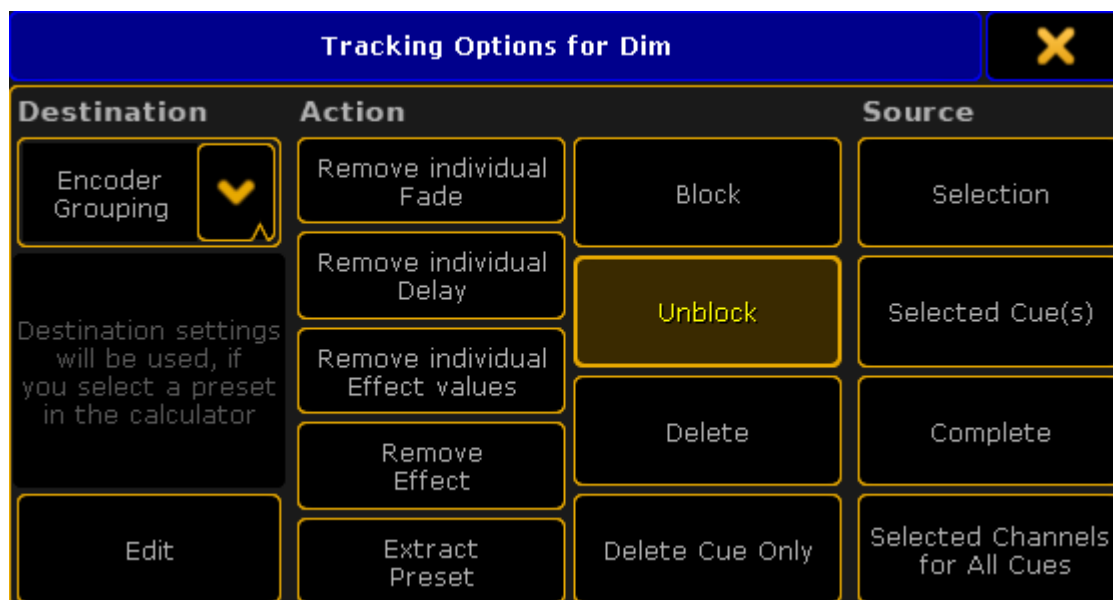 Tracking Options for Dim
Destination
Action
Source
Encoder
Grouping
Destination settings
will be used, if
you select a preset
in the calculator
Edit
Remove individual
Fade
Remove individual
Delay
Remove individual
Effect values
Remove
Effect
Extract
Preset
Block
Unblock
Delete
Delete Cue Only
Selection
Selected Cue(s)
Complete
Selected Channels
for All Cues